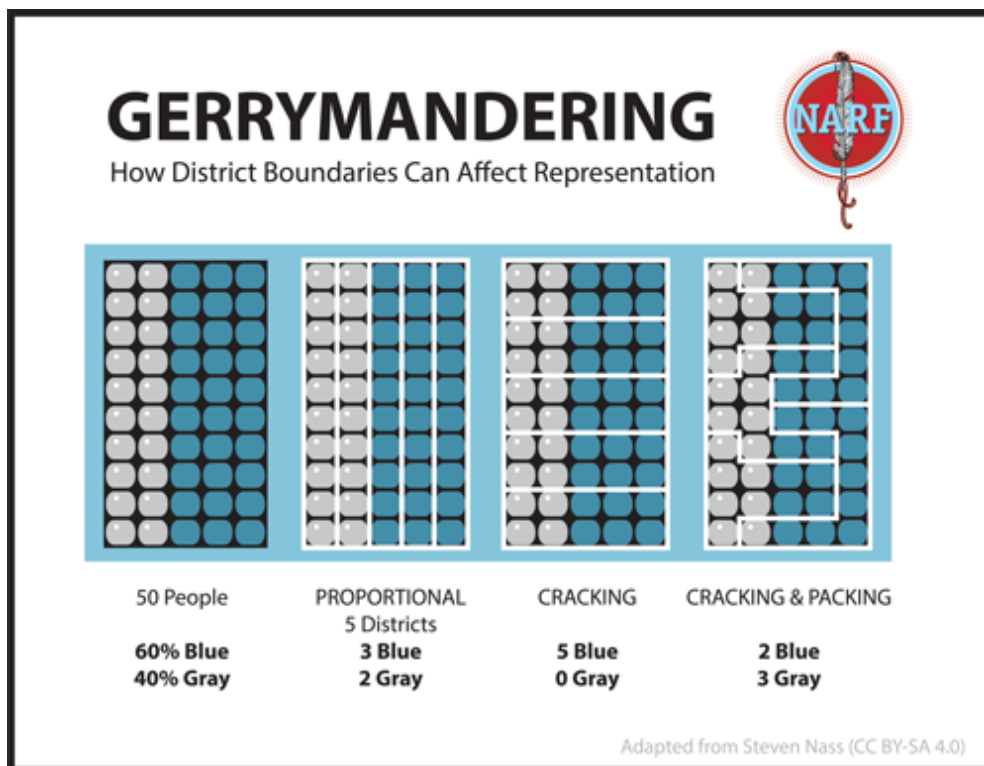 GERRYMANDERING
How District Boundaries Can Affect Representation
NARF
50 People
60% Blue
40% Gray
PROPORTIONAL
5 Districts
3 Blue
2 Gray
CRACKING
5 Blue
0 Gray
CRACKING & PACKING
2 Blue
3 Gray
Adapted from Steven Nass (CC BY-SA 4.0)